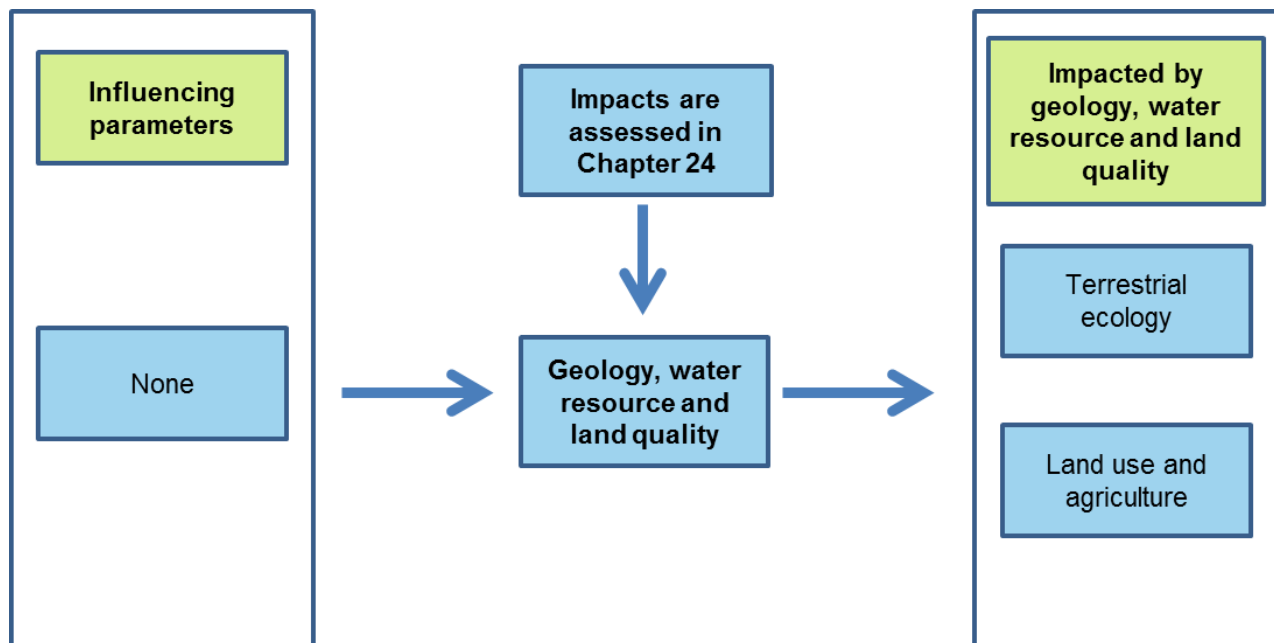 Influencing
parameters
None
Impacts are
assessed in
Chapter 24
Geology, water
resource and
land quality
Impacted by
geology, water
resource and land
quality
Terrestrial
ecology
Land use and
agriculture